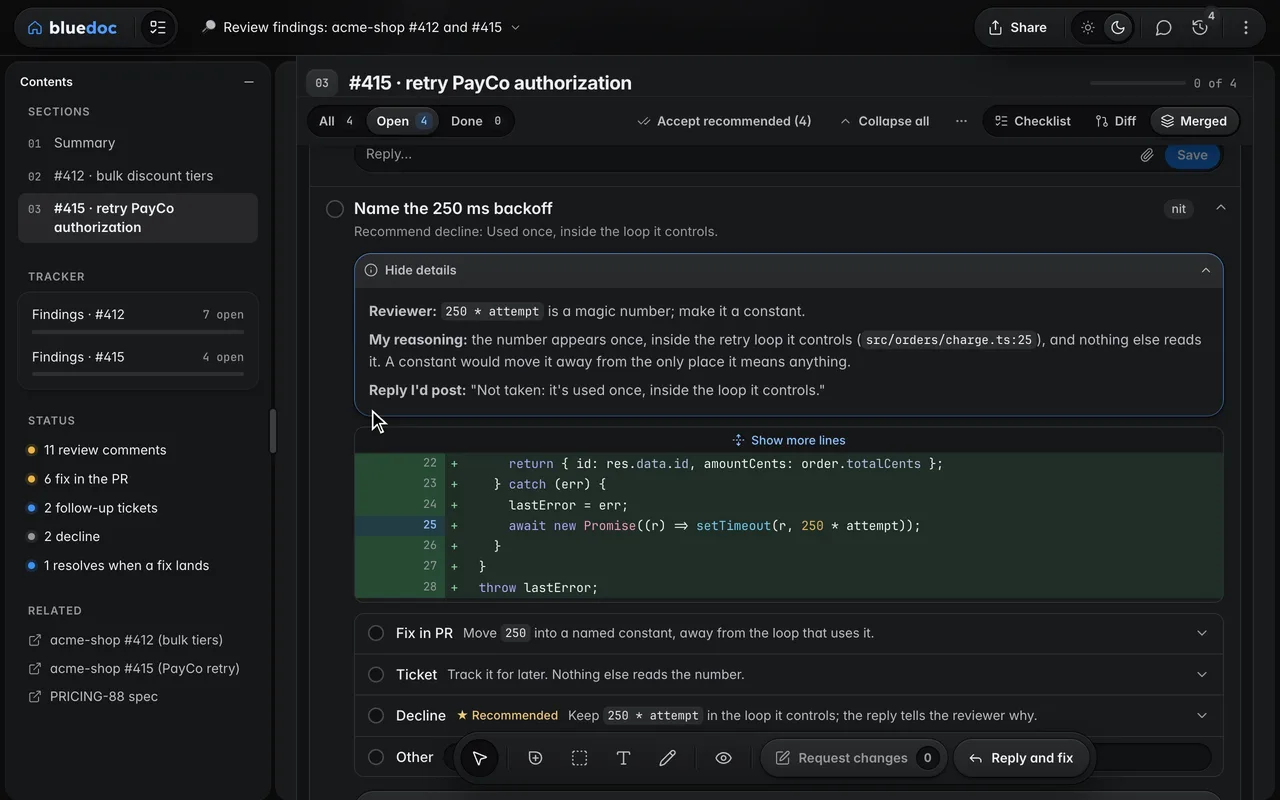 bluedoc
Review findings: acme-shop #412 and #415
Share
4
Contents
SECTIONS
01 Summary
02 #412 · bulk discount tiers
03 #415 · retry PayCo
authorization
TRACKER
Findings · #412 7 open
Findings · #415 4 open
STATUS
11 review comments
6 fix in the PR
2 follow-up tickets
2 decline
1 resolves when a fix lands
RELATED
acme-shop #412 (bulk tiers)
acme-shop #415 (PayCo retry)
PRICING-88 spec
03 #415 · retry PayCo authorization 0 of 4
All 4 Open 4 Done 0 Accept recommended (4) Collapse all ··· Checklist Diff Merged
Reply... Save
Name the 250 ms backoff nit
Recommend decline: Used once, inside the loop it controls.
Hide details
Reviewer: 250 * attempt is a magic number; make it a constant.
My reasoning: the number appears once, inside the retry loop it controls (src/orders/charge.ts:25), and nothing else reads
it. A constant would move it away from the only place it means anything.
Reply I'd post: "Not taken: it's used once, inside the loop it controls."
Show more lines
22 + return { id: res.data.id, amountCents: order.totalCents };
23 + } catch (err) {
24 + lastError = err;
25 + await new Promise((r) => setTimeout(r, 250 * attempt));
26 + }
27 + }
28 + throw lastError;
Fix in PR Move 250 into a named constant, away from the loop that uses it.
Ticket Track it for later. Nothing else reads the number.
Decline ★ Recommended Keep 250 * attempt in the loop it controls; the reply tells the reviewer why.
Other
Request changes 0 Reply and fix